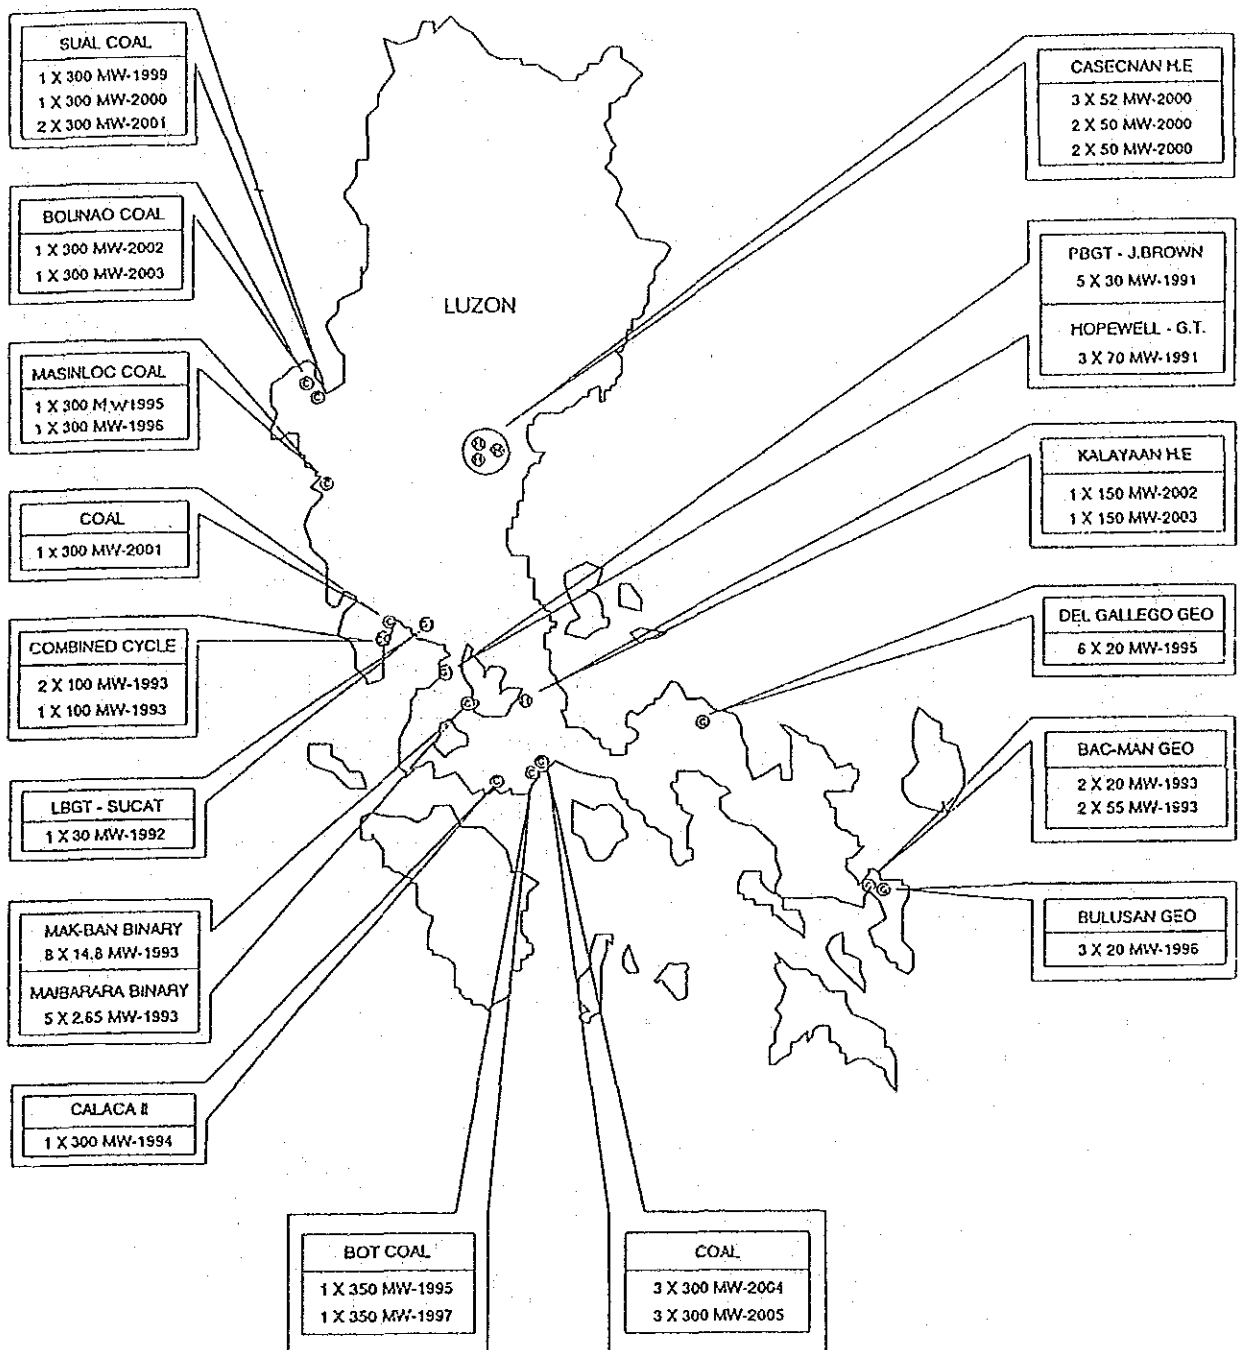 SUAL COAL
1 X 300 MW-1999
1 X 300 MW-2000
2 X 300 MW-2001
BOLINAO COAL
1 X 300 MW-2002
1 X 300 MW-2003
MASINLOC COAL
1 X 300 MW1995
1 X 300 MW-1996
COAL
1 X 300 MW-2001
COMBINED CYCLE
2 X 100 MW-1993
1 X 100 MW-1993
LBGT - SUCAT
1 X 30 MW-1992
MAK-BAN BINARY
8 X 14.8 MW-1993
MAIBARARA BINARY
5 X 2.65 MW-1993
CALACA II
1 X 300 MW-1994
LUZON
CASECNAN H.E
3 X 52 MW-2000
2 X 50 MW-2000
2 X 50 MW-2000
PBGT - J.BROWN
5 X 30 MW-1991
HOPEWELL - G.T.
3 X 70 MW-1991
KALAYAAN H.E
1 X 150 MW-2002
1 X 150 MW-2003
DEL GALLEGO GEO
6 X 20 MW-1995
BAC-MAN GEO
2 X 20 MW-1993
2 X 55 MW-1993
BULUSAN GEO
3 X 20 MW-1996
BOT COAL
1 X 350 MW-1995
1 X 350 MW-1997
COAL
3 X 300 MW-2004
3 X 300 MW-2005